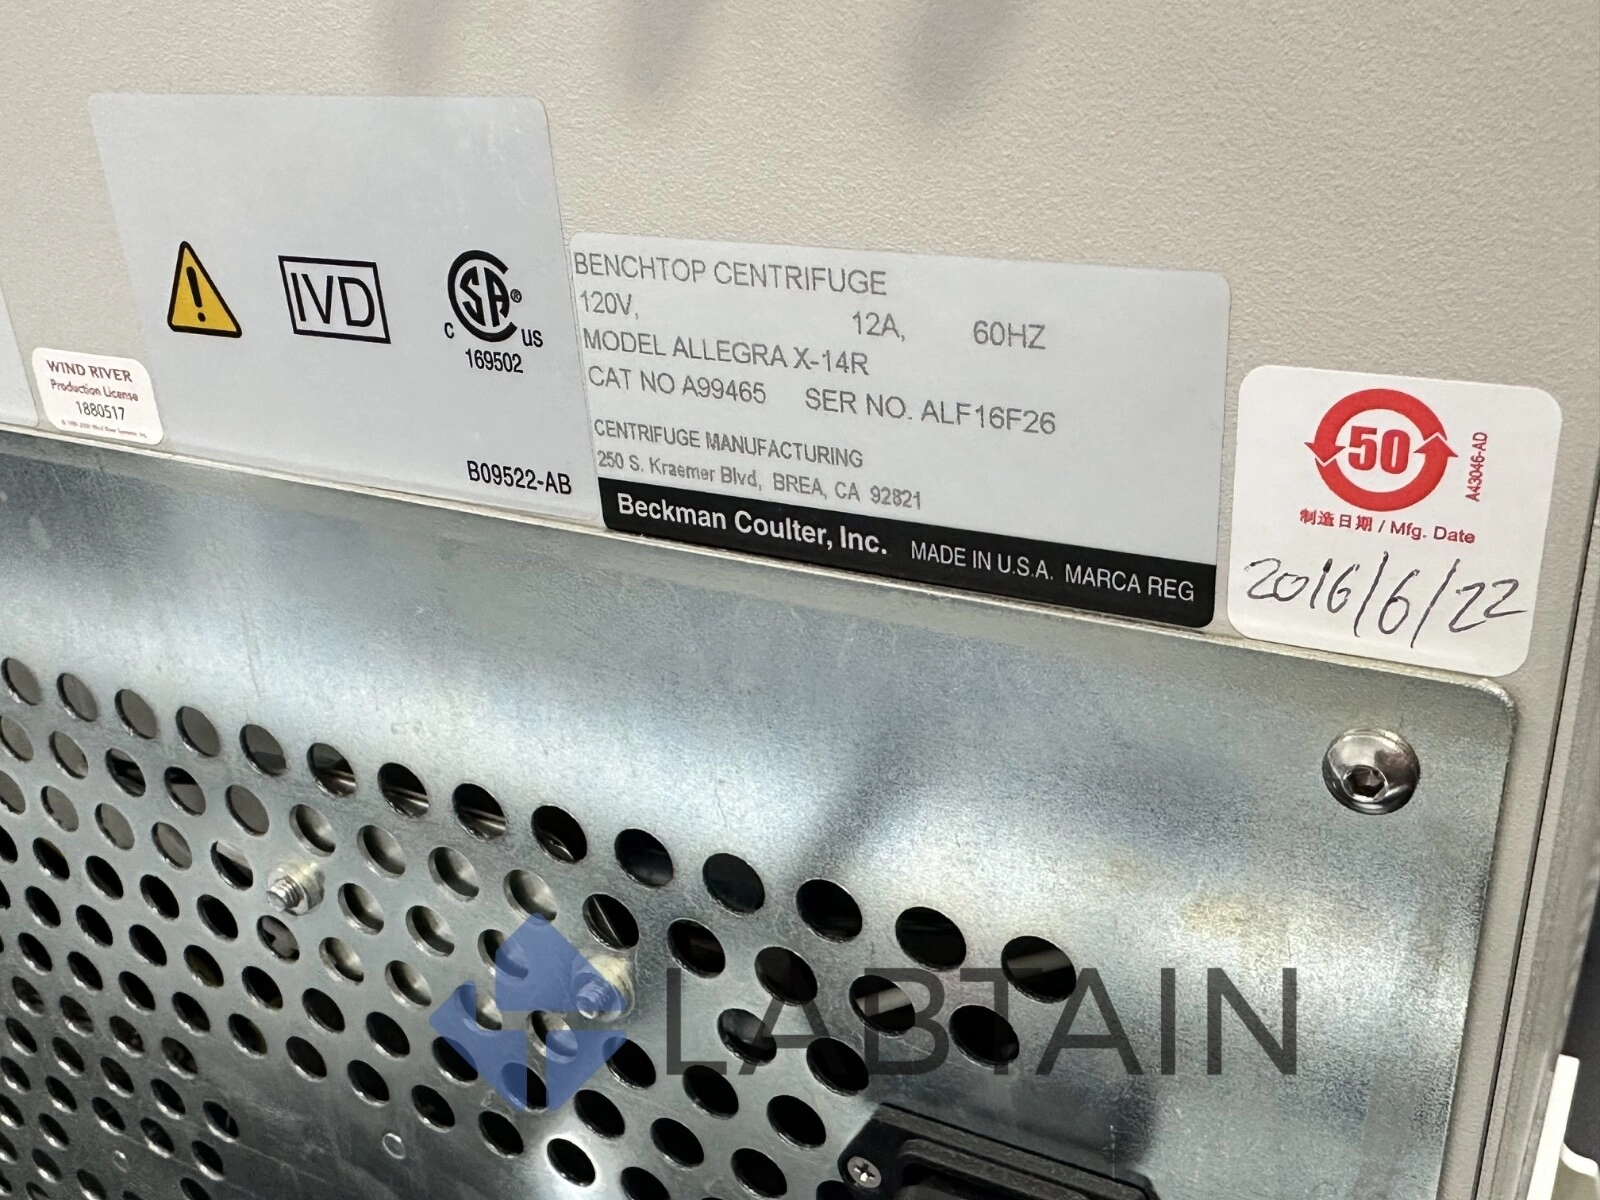 IVD
CSA®
C US
169502
B09522-AB
WIND RIVER
Production License
1880517
BENCHTOP CENTRIFUGE
120V, 12A, 60HZ
MODEL ALLEGRA X-14R
CAT NO A99465 SER NO. ALF16F26
CENTRIFUGE MANUFACTURING
250 S. Kraemer Blvd, BREA, CA 92821
Beckman Coulter, Inc. MADE IN U.S.A. MARCA REG
50
A43046-AD
制造日期 / Mfg. Date
2016/6/22
LABTAIN